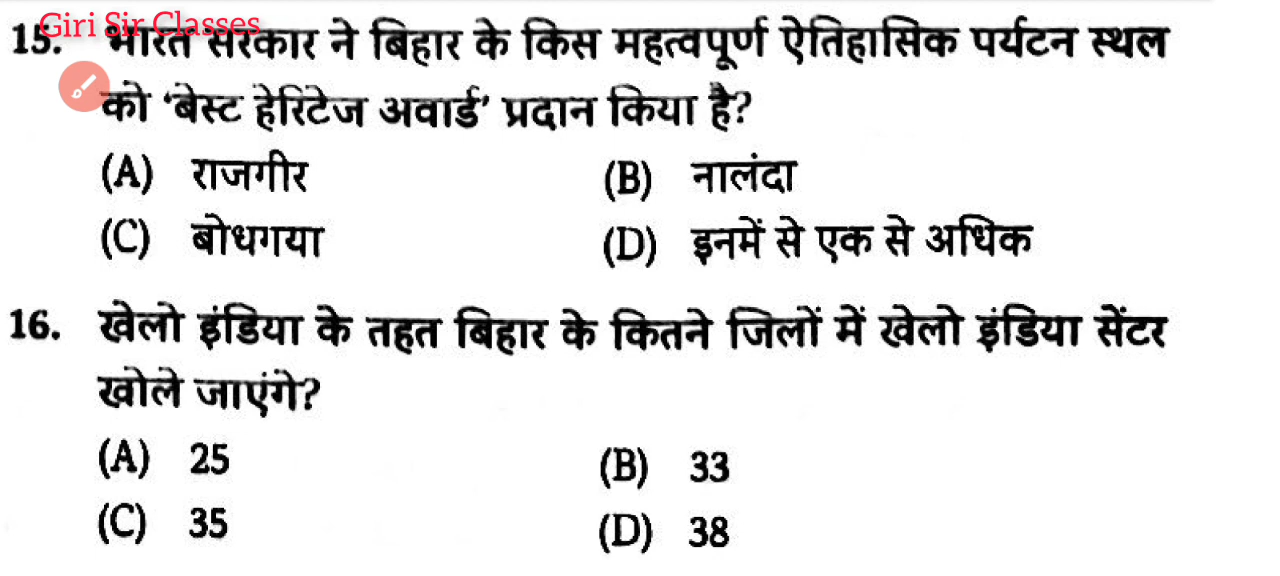 Giri Sir Classes
15. भारत सरकार ने बिहार के किस महत्वपूर्ण ऐतिहासिक पर्यटन स्थल
को ‘बेस्ट हेरिटेज अवार्ड’ प्रदान किया है?
(A) राजगीर (B) नालंदा
(C) बोधगया (D) इनमें से एक से अधिक
16. खेलो इंडिया के तहत बिहार के कितने जिलों में खेलो इंडिया सेंटर
खोले जाएंगे?
(A) 25 (B) 33
(C) 35 (D) 38